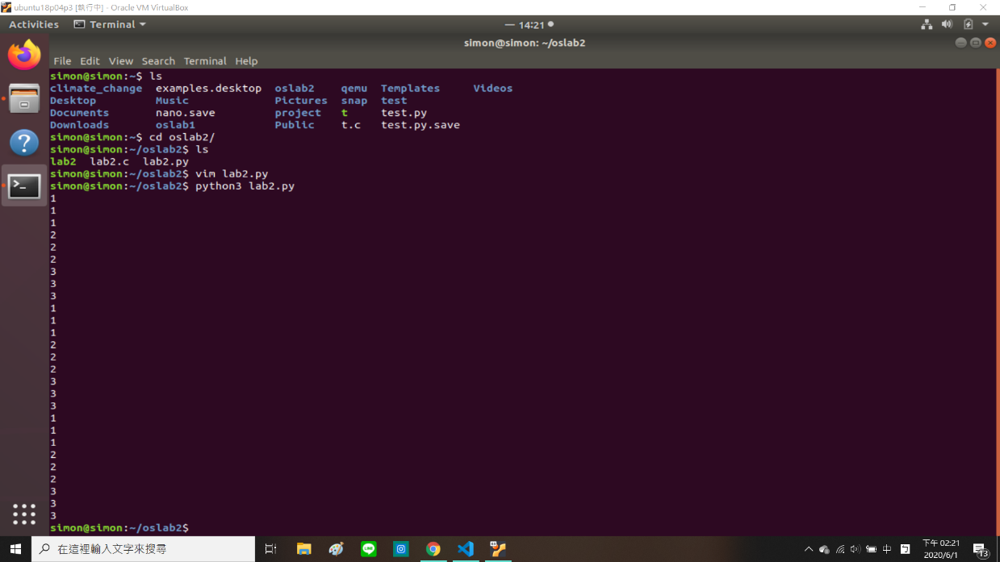 ubuntu18p04p3 [執行中] - Oracle VM VirtualBox
Activities Terminal 14:21
simon@simon: ~/oslab2
File Edit View Search Terminal Help
simon@simon:~$ ls
climate_change examples.desktop oslab2 qemu Templates Videos
Desktop Music Pictures snap test
Documents nano.save project t test.py
Downloads oslab1 Public t.c test.py.save
simon@simon:~$ cd oslab2/
simon@simon:~/oslab2$ ls
lab2 lab2.c lab2.py
simon@simon:~/oslab2$ vim lab2.py
simon@simon:~/oslab2$ python3 lab2.py
1
1
1
2
2
2
3
3
3
1
1
1
2
2
2
3
3
3
1
1
1
2
2
2
3
3
3
simon@simon:~/oslab2$
在這裡輸入文字來搜尋
LINE
中
下午 02:21
2020/6/1
13